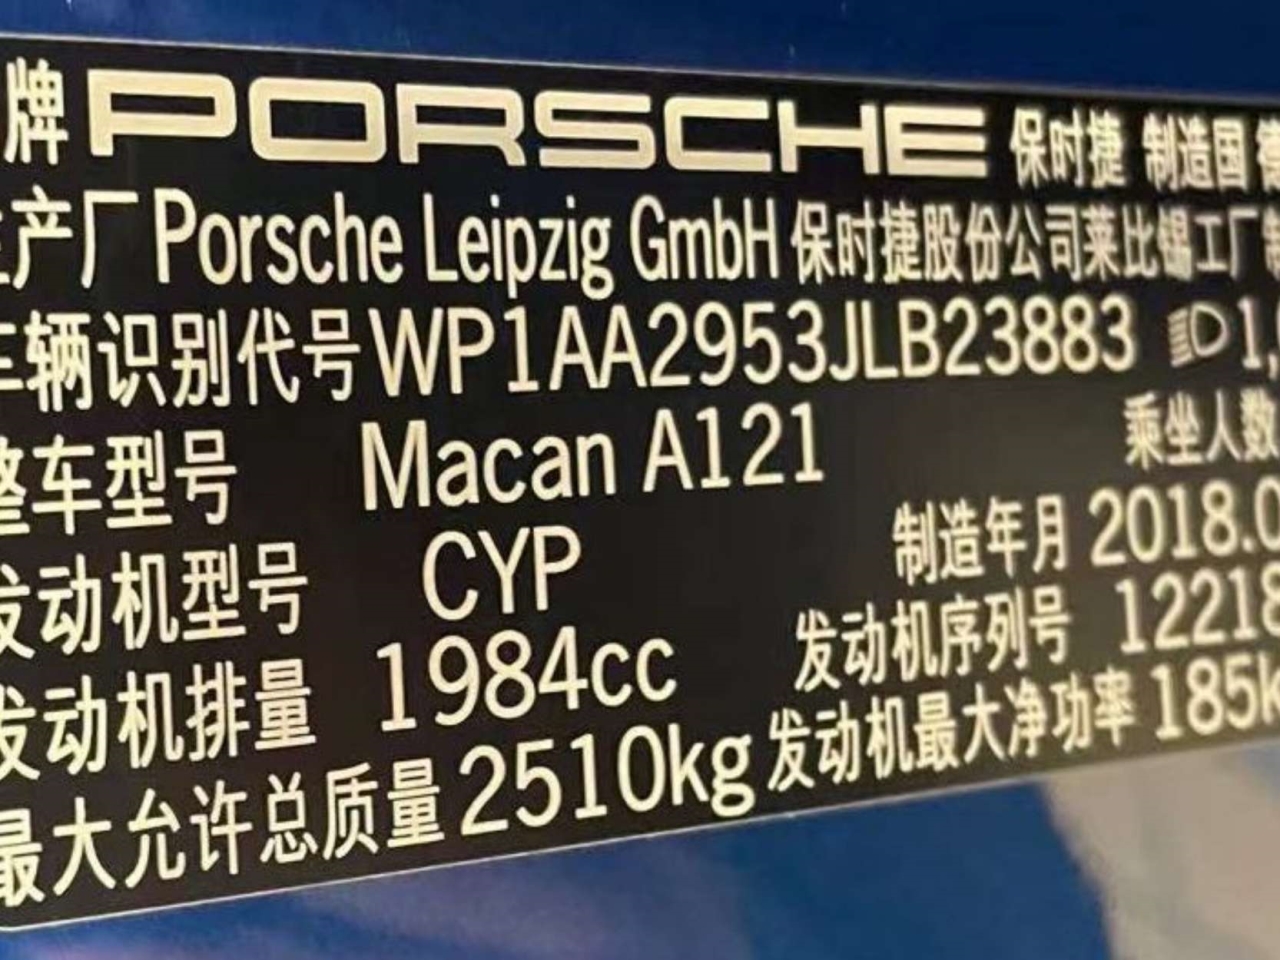 牌 PORSCHE 保时捷 制造国 德
生产厂 Porsche Leipzig GmbH 保时捷股份公司莱比锡工厂制
车辆识别代号 WP1AA2953JLB23883 1,
乘坐人数
整车型号 Macan A121
制造年月 2018.0
发动机型号 CYP
发动机序列号 12218
发动机排量 1984cc
发动机最大净功率 185k
最大允许总质量 2510kg